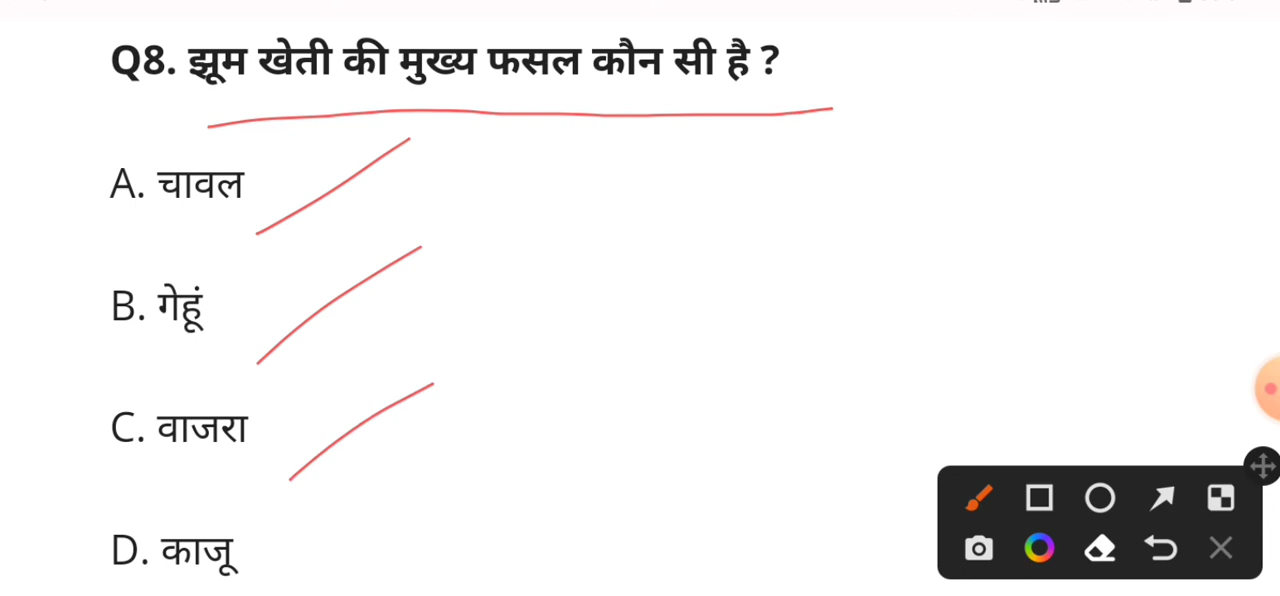 Q8. झूम खेती की मुख्य फसल कौन सी है ?
A. चावल
B. गेहूं
C. वाजरा
D. काजू